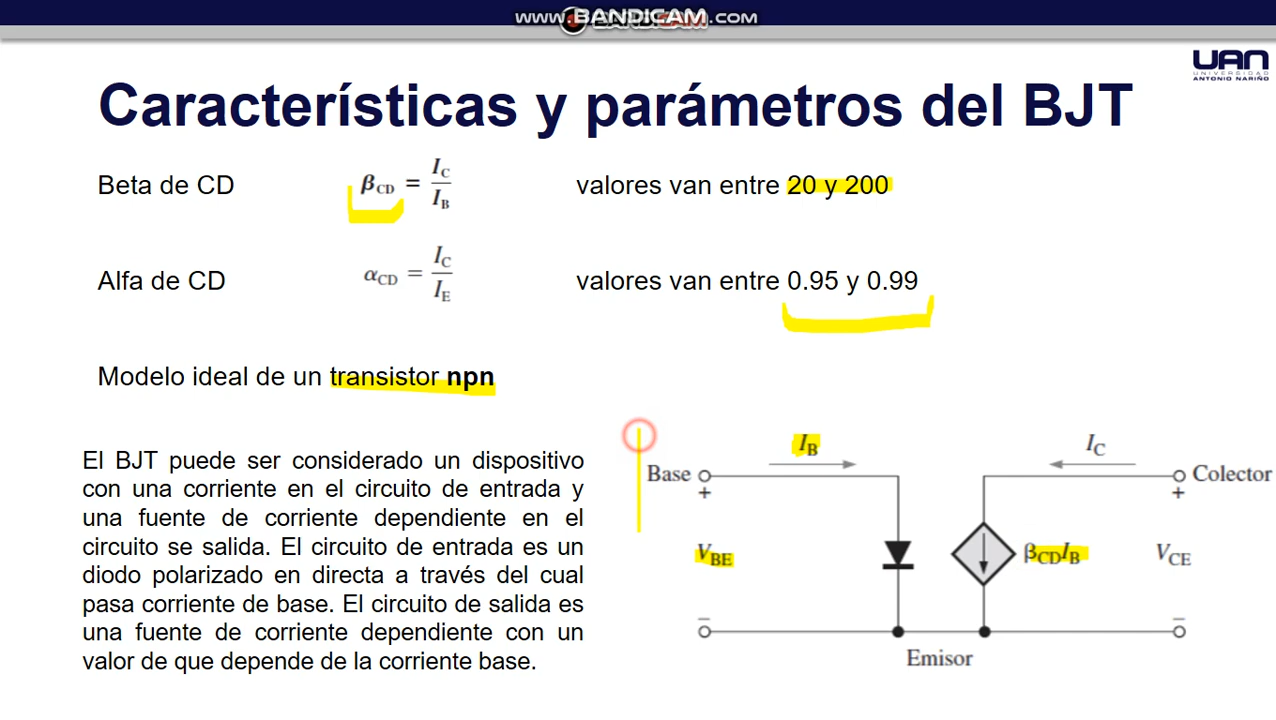 WWW.BANDICAM.COM
UAN
UNIVERSIDAD
ANTONIO NARIÑO
Características y parámetros del BJT
Beta de CD β_CD = I_C / I_B valores van entre 20 y 200
Alfa de CD α_CD = I_C / I_E valores van entre 0.95 y 0.99
Modelo ideal de un transistor npn
El BJT puede ser considerado un dispositivo
con una corriente en el circuito de entrada y
una fuente de corriente dependiente en el
circuito se salida. El circuito de entrada es un
diodo polarizado en directa a través del cual
pasa corriente de base. El circuito de salida es
una fuente de corriente dependiente con un
valor de que depende de la corriente base.
I_B I_C
Base Colector
+ +
V_BE β_CD I_B V_CE
− −
Emisor